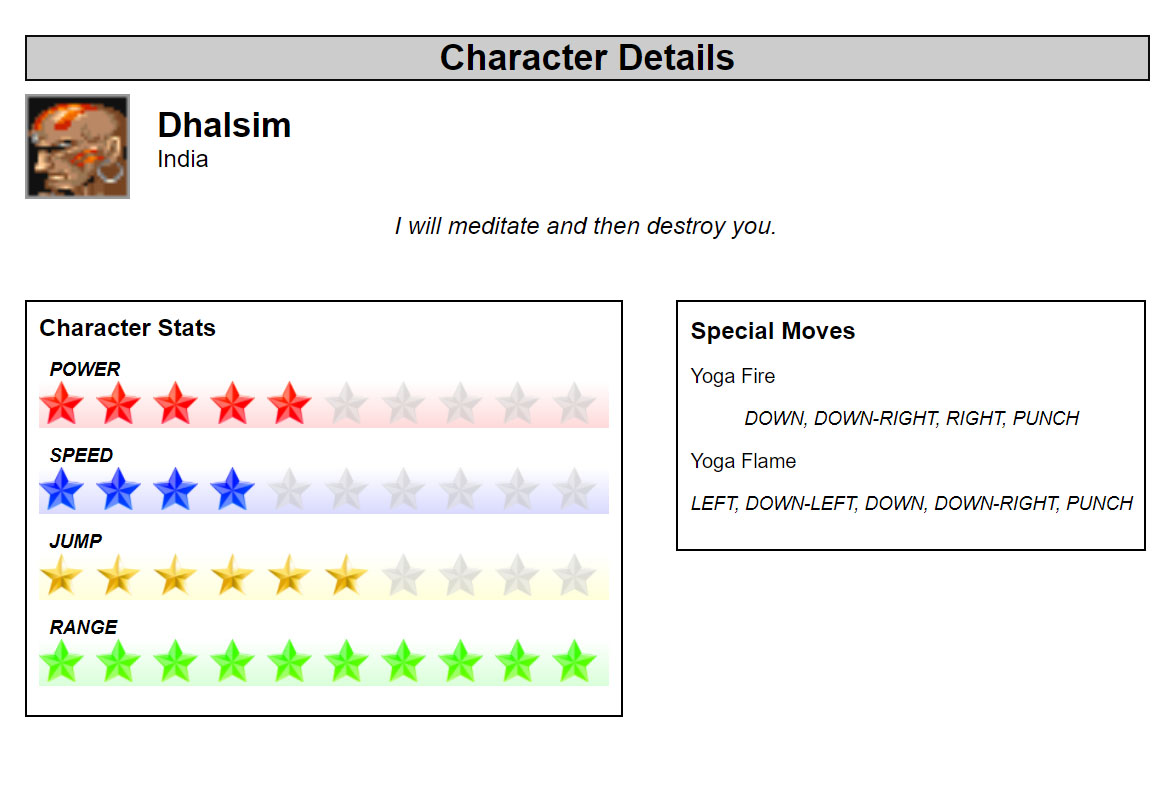 Character Details
Dhalsim
India
I will meditate and then destroy you.
Character Stats
POWER
SPEED
JUMP
RANGE
Special Moves
Yoga Fire
DOWN, DOWN-RIGHT, RIGHT, PUNCH
Yoga Flame
LEFT, DOWN-LEFT, DOWN, DOWN-RIGHT, PUNCH